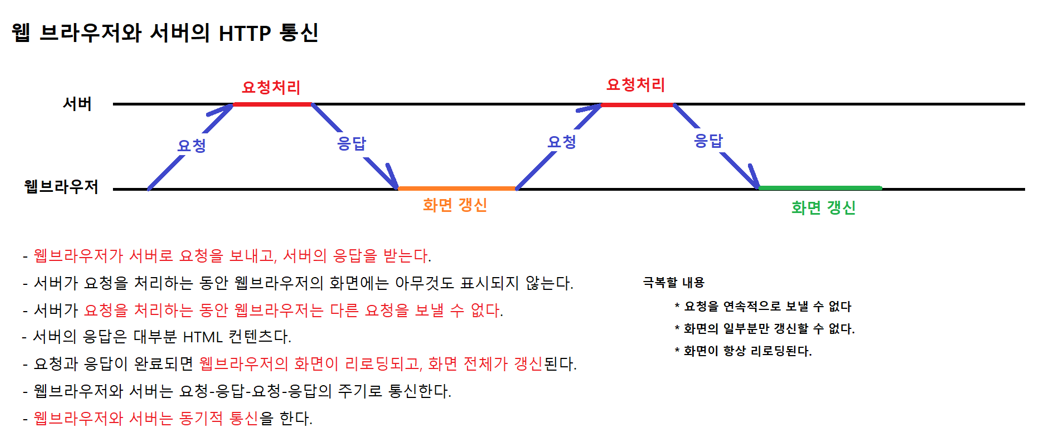 웹 브라우저와 서버의 HTTP 통신
요청처리
요청처리
서버
요청
응답
요청
응답
웹브라우저
화면 갱신
화면 갱신
- 웹브라우저가 서버로 요청을 보내고, 서버의 응답을 받는다.
- 서버가 요청을 처리하는 동안 웹브라우저의 화면에는 아무것도 표시되지 않는다.
- 서버가 요청을 처리하는 동안 웹브라우저는 다른 요청을 보낼 수 없다.
- 서버의 응답은 대부분 HTML 컨텐츠다.
- 요청과 응답이 완료되면 웹브라우저의 화면이 리로딩되고, 화면 전체가 갱신된다.
- 웹브라우저와 서버는 요청-응답-요청-응답의 주기로 통신한다.
- 웹브라우저와 서버는 동기적 통신을 한다.
극복할 내용
* 요청을 연속적으로 보낼 수 없다
* 화면의 일부분만 갱신할 수 없다.
* 화면이 항상 리로딩된다.